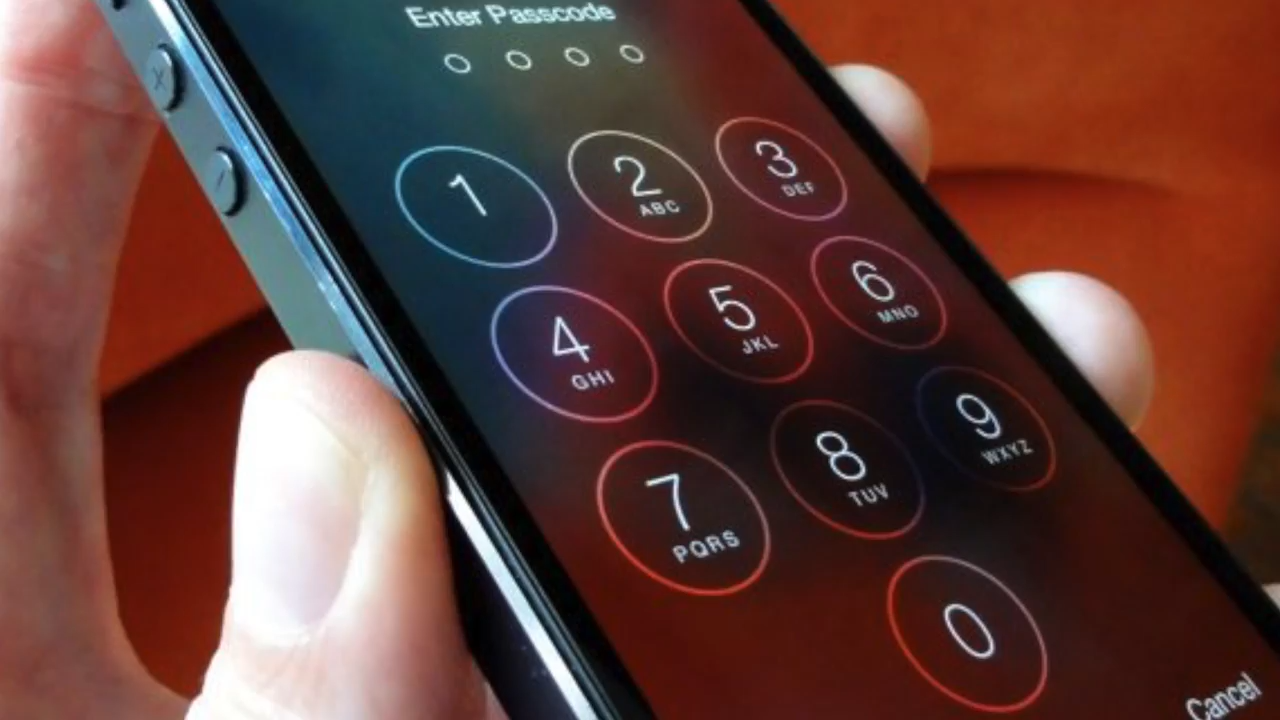 Enter Passcode
1 2 3
ABC DEF
4 5 6
GHI JKL MNO
7 8 9
PQRS TUV WXYZ
0
Cancel
+
-